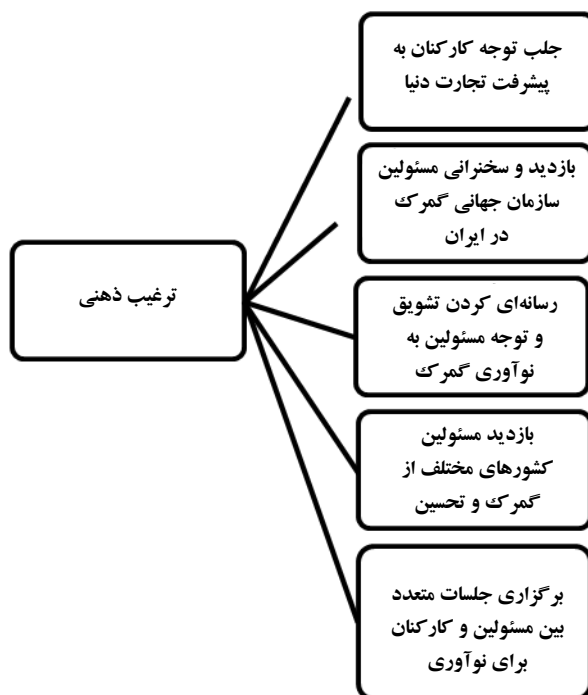 جلب توجه کارکنان به
پیشرفت تجارت دنیا
بازدید و سخنرانی مسئولین
سازمان جهانی گمرک
در ایران
ترغیب ذهنی
رسانه‌ای کردن تشویق
و توجه مسئولین به
نوآوری گمرک
بازدید مسئولین
کشورهای مختلف از
گمرک و تحسین
برگزاری جلسات متعدد
بین مسئولین و کارکنان
برای نوآوری